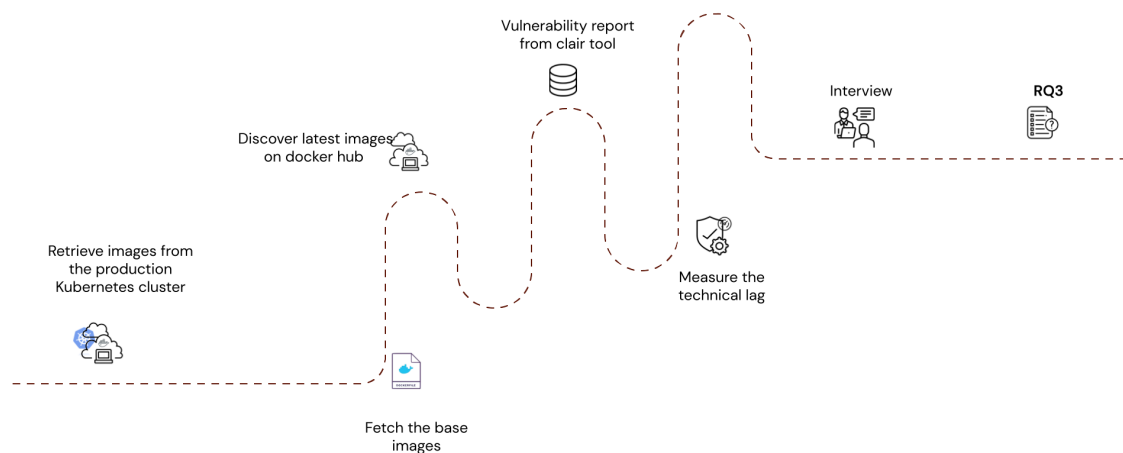 Vulnerability report
from clair tool
Interview
RQ3
Discover latest images
on docker hub
Retrieve images from
the production
Kubernetes cluster
Measure the
technical lag
DOCKERFILE
Fetch the base
images